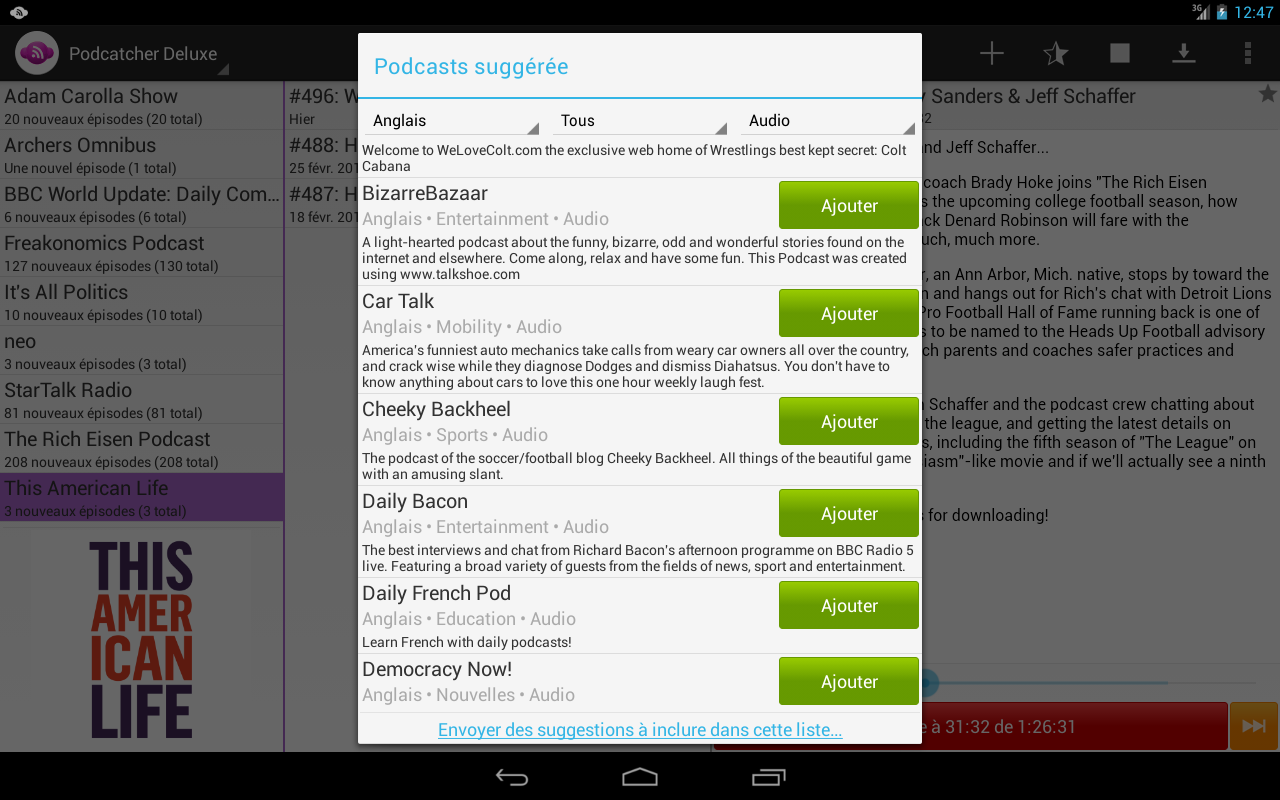 3G
12:47
Podcatcher Deluxe
Adam Carolla Show
20 nouveaux épisodes (20 total)
Archers Omnibus
Une nouvel épisode (1 total)
BBC World Update: Daily Com...
6 nouveaux épisodes (6 total)
Freakonomics Podcast
127 nouveaux épisodes (130 total)
It's All Politics
10 nouveaux épisodes (10 total)
neo
3 nouveaux épisodes (3 total)
StarTalk Radio
81 nouveaux épisodes (81 total)
The Rich Eisen Podcast
208 nouveaux épisodes (208 total)
This American Life
3 nouveaux épisodes (3 total)
THIS
AMER
ICAN
LIFE
#496: W
Hier
#488: H
25 févr. 201
#487: H
18 févr. 201
Podcasts suggérée
Anglais
Tous
Audio
Welcome to WeLoveColt.com the exclusive web home of Wrestlings best kept secret: Colt
Cabana
BizarreBazaar
Anglais • Entertainment • Audio
Ajouter
A light-hearted podcast about the funny, bizarre, odd and wonderful stories found on the
internet and elsewhere. Come along, relax and have some fun. This Podcast was created
using www.talkshoe.com
Car Talk
Anglais • Mobility • Audio
Ajouter
America's funniest auto mechanics take calls from weary car owners all over the country,
and crack wise while they diagnose Dodges and dismiss Diahatsus. You don't have to
know anything about cars to love this one hour weekly laugh fest.
Cheeky Backheel
Anglais • Sports • Audio
Ajouter
The podcast of the soccer/football blog Cheeky Backheel. All things of the beautiful game
with an amusing slant.
Daily Bacon
Anglais • Entertainment • Audio
Ajouter
The best interviews and chat from Richard Bacon's afternoon programme on BBC Radio 5
live. Featuring a broad variety of guests from the fields of news, sport and entertainment.
Daily French Pod
Anglais • Education • Audio
Ajouter
Learn French with daily podcasts!
Democracy Now!
Anglais • Nouvelles • Audio
Ajouter
Envoyer des suggestions à inclure dans cette liste...
Sanders & Jeff Schaffer
nd Jeff Schaffer...
coach Brady Hoke joins "The Rich Eisen
s the upcoming college football season, how
ck Denard Robinson will fare with the
uch, much more.
r, an Ann Arbor, Mich. native, stops by toward the
n and hangs out for Rich's chat with Detroit Lions
Pro Football Hall of Fame running back is one of
s to be named to the Heads Up Football advisory
ch parents and coaches safer practices and
Schaffer and the podcast crew chatting about
the league, and getting the latest details on
s, including the fifth season of "The League" on
iasm"-like movie and if we'll actually see a ninth
for downloading!
e à 31:32 de 1:26:31